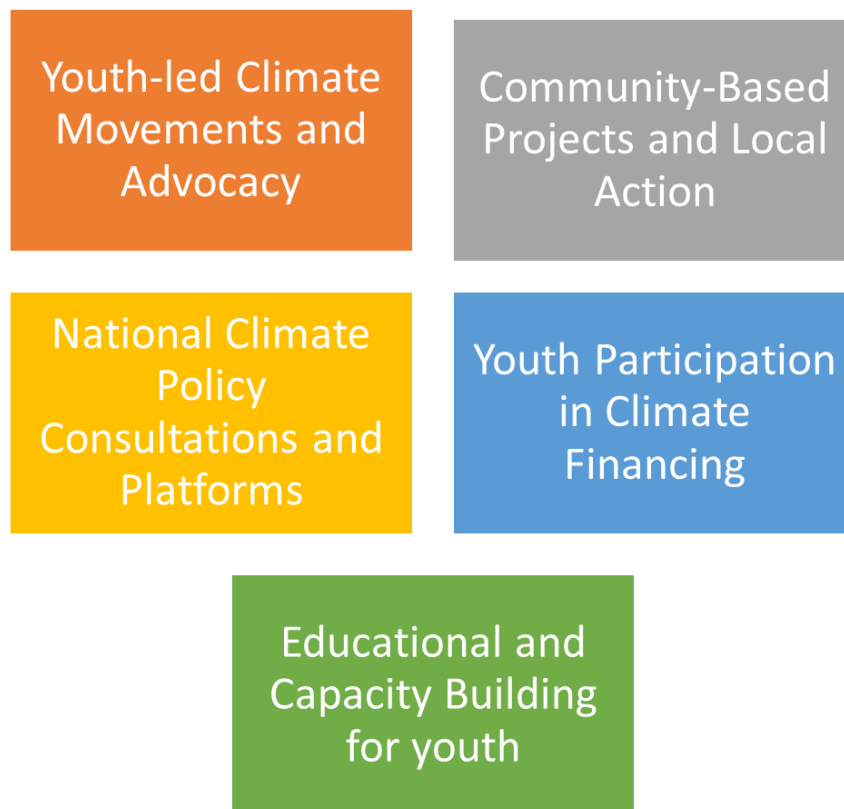 Youth-led Climate
Movements and
Advocacy
Community-Based
Projects and Local
Action
National Climate
Policy
Consultations and
Platforms
Youth Participation
in Climate
Financing
Educational and
Capacity Building
for youth